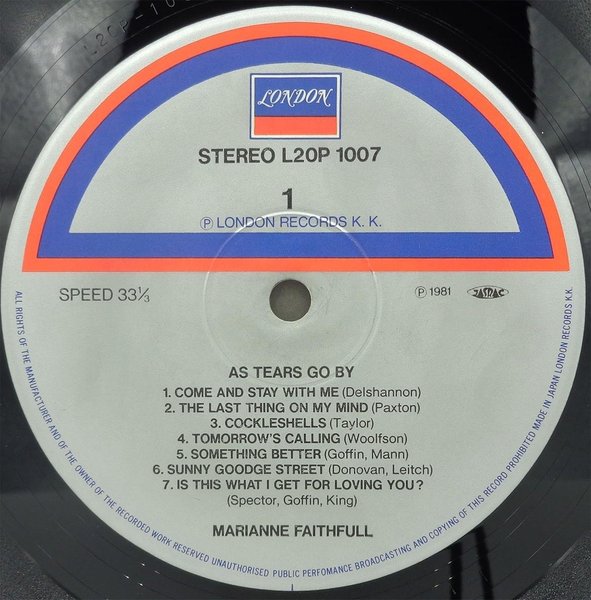 L20P-10
LONDON
STEREO L20P 1007
1
Ⓟ LONDON RECORDS K. K.
SPEED 33⅓
Ⓟ 1981 JASRAC
AS TEARS GO BY
1. COME AND STAY WITH ME (Delshannon)
2. THE LAST THING ON MY MIND (Paxton)
3. COCKLESHELLS (Taylor)
4. TOMORROW'S CALLING (Woolfson)
5. SOMETHING BETTER (Goffin, Mann)
6. SUNNY GOODGE STREET (Donovan, Leitch)
7. IS THIS WHAT I GET FOR LOVING YOU?
(Spector, Goffin, King)
MARIANNE FAITHFULL
ALL RIGHTS OF THE MANUFACTURER AND OF THE OWNER OF THE RECORDED WORK RESERVED UNAUTHORISED PUBLIC PERFOMANCE BROADCASTING AND COPYING OF THIS RECORD PROHIBITED MADE IN JAPAN LONDON RECORDS K.K.